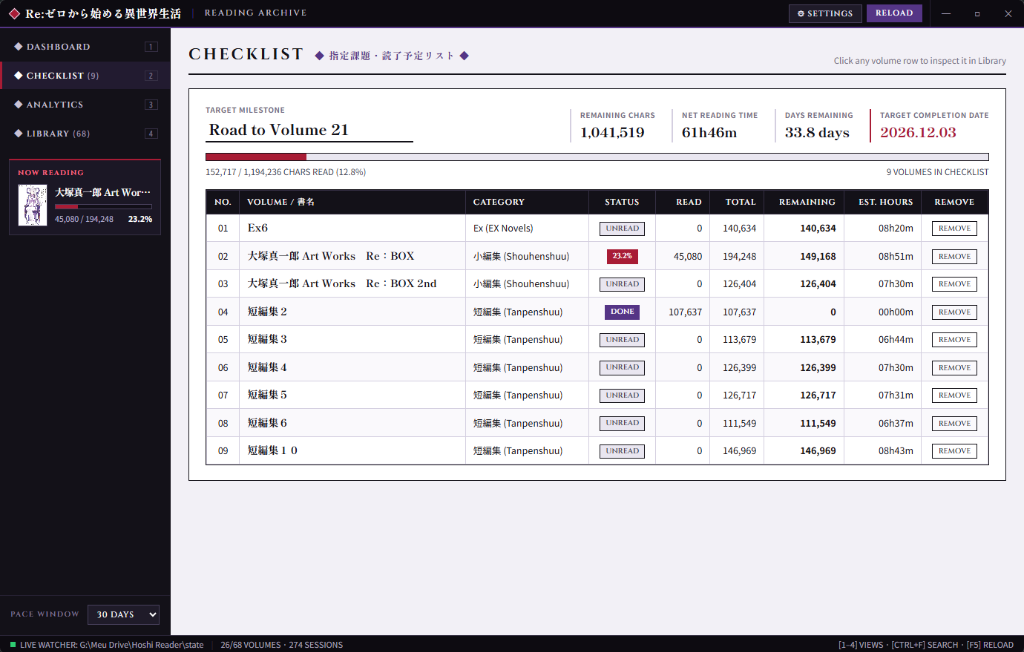 Re:ゼロから始める異世界生活 READING ARCHIVE SETTINGS RELOAD
DASHBOARD 1
CHECKLIST (9) 2
ANALYTICS 3
LIBRARY (68) 4
NOW READING
大塚真一郎 Art Wor…
45,080 / 194,248 23.2%
PACE WINDOW 30 DAYS
CHECKLIST ◆ 指定課題・読了予定リスト ◆
Click any volume row to inspect it in Library
TARGET MILESTONE
Road to Volume 21
REMAINING CHARS
1,041,519
NET READING TIME
61h46m
DAYS REMAINING
33.8 days
TARGET COMPLETION DATE
2026.12.03
152,717 / 1,194,236 CHARS READ (12.8%) 9 VOLUMES IN CHECKLIST
NO. VOLUME / 書名 CATEGORY STATUS READ TOTAL REMAINING EST. HOURS REMOVE
01 Ex6 Ex (EX Novels) UNREAD 0 140,634 140,634 08h20m REMOVE
02 大塚真一郎 Art Works Re：BOX 小編集 (Shouhenshuu) 23.2% 45,080 194,248 149,168 08h51m REMOVE
03 大塚真一郎 Art Works Re：BOX 2nd 小編集 (Shouhenshuu) UNREAD 0 126,404 126,404 07h30m REMOVE
04 短編集２ 短編集 (Tanpenshuu) DONE 107,637 107,637 0 00h00m REMOVE
05 短編集３ 短編集 (Tanpenshuu) UNREAD 0 113,679 113,679 06h44m REMOVE
06 短編集４ 短編集 (Tanpenshuu) UNREAD 0 126,399 126,399 07h30m REMOVE
07 短編集５ 短編集 (Tanpenshuu) UNREAD 0 126,717 126,717 07h31m REMOVE
08 短編集６ 短編集 (Tanpenshuu) UNREAD 0 111,549 111,549 06h37m REMOVE
09 短編集１０ 短編集 (Tanpenshuu) UNREAD 0 146,969 146,969 08h43m REMOVE
LIVE WATCHER: G:\Meu Drive\Hoshi Reader\state 26/68 VOLUMES · 274 SESSIONS [1–4] VIEWS · [CTRL+F] SEARCH · [F5] RELOAD